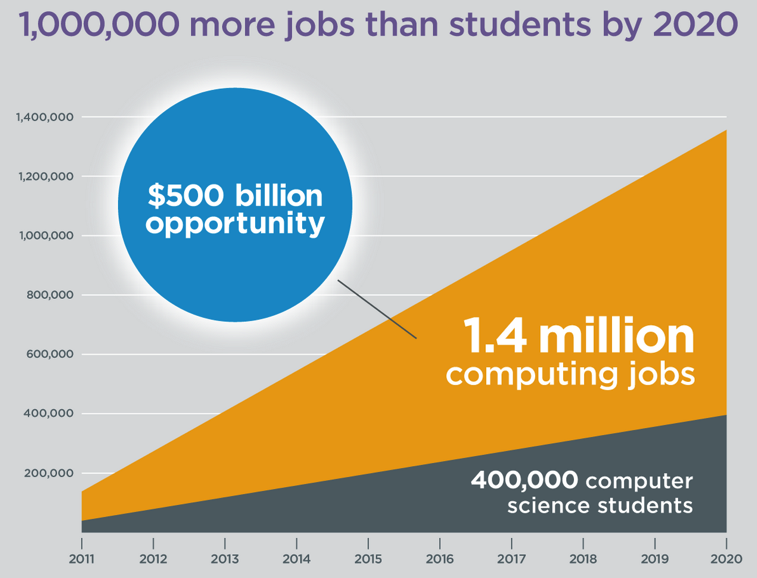 1,000,000 more jobs than students by 2020
1,400,000
1,200,000
1,000,000
800,000
600,000
400,000
200,000
$500 billion
opportunity
1.4 million
computing jobs
400,000 computer
science students
2011 2012 2013 2014 2015 2016 2017 2018 2019 2020